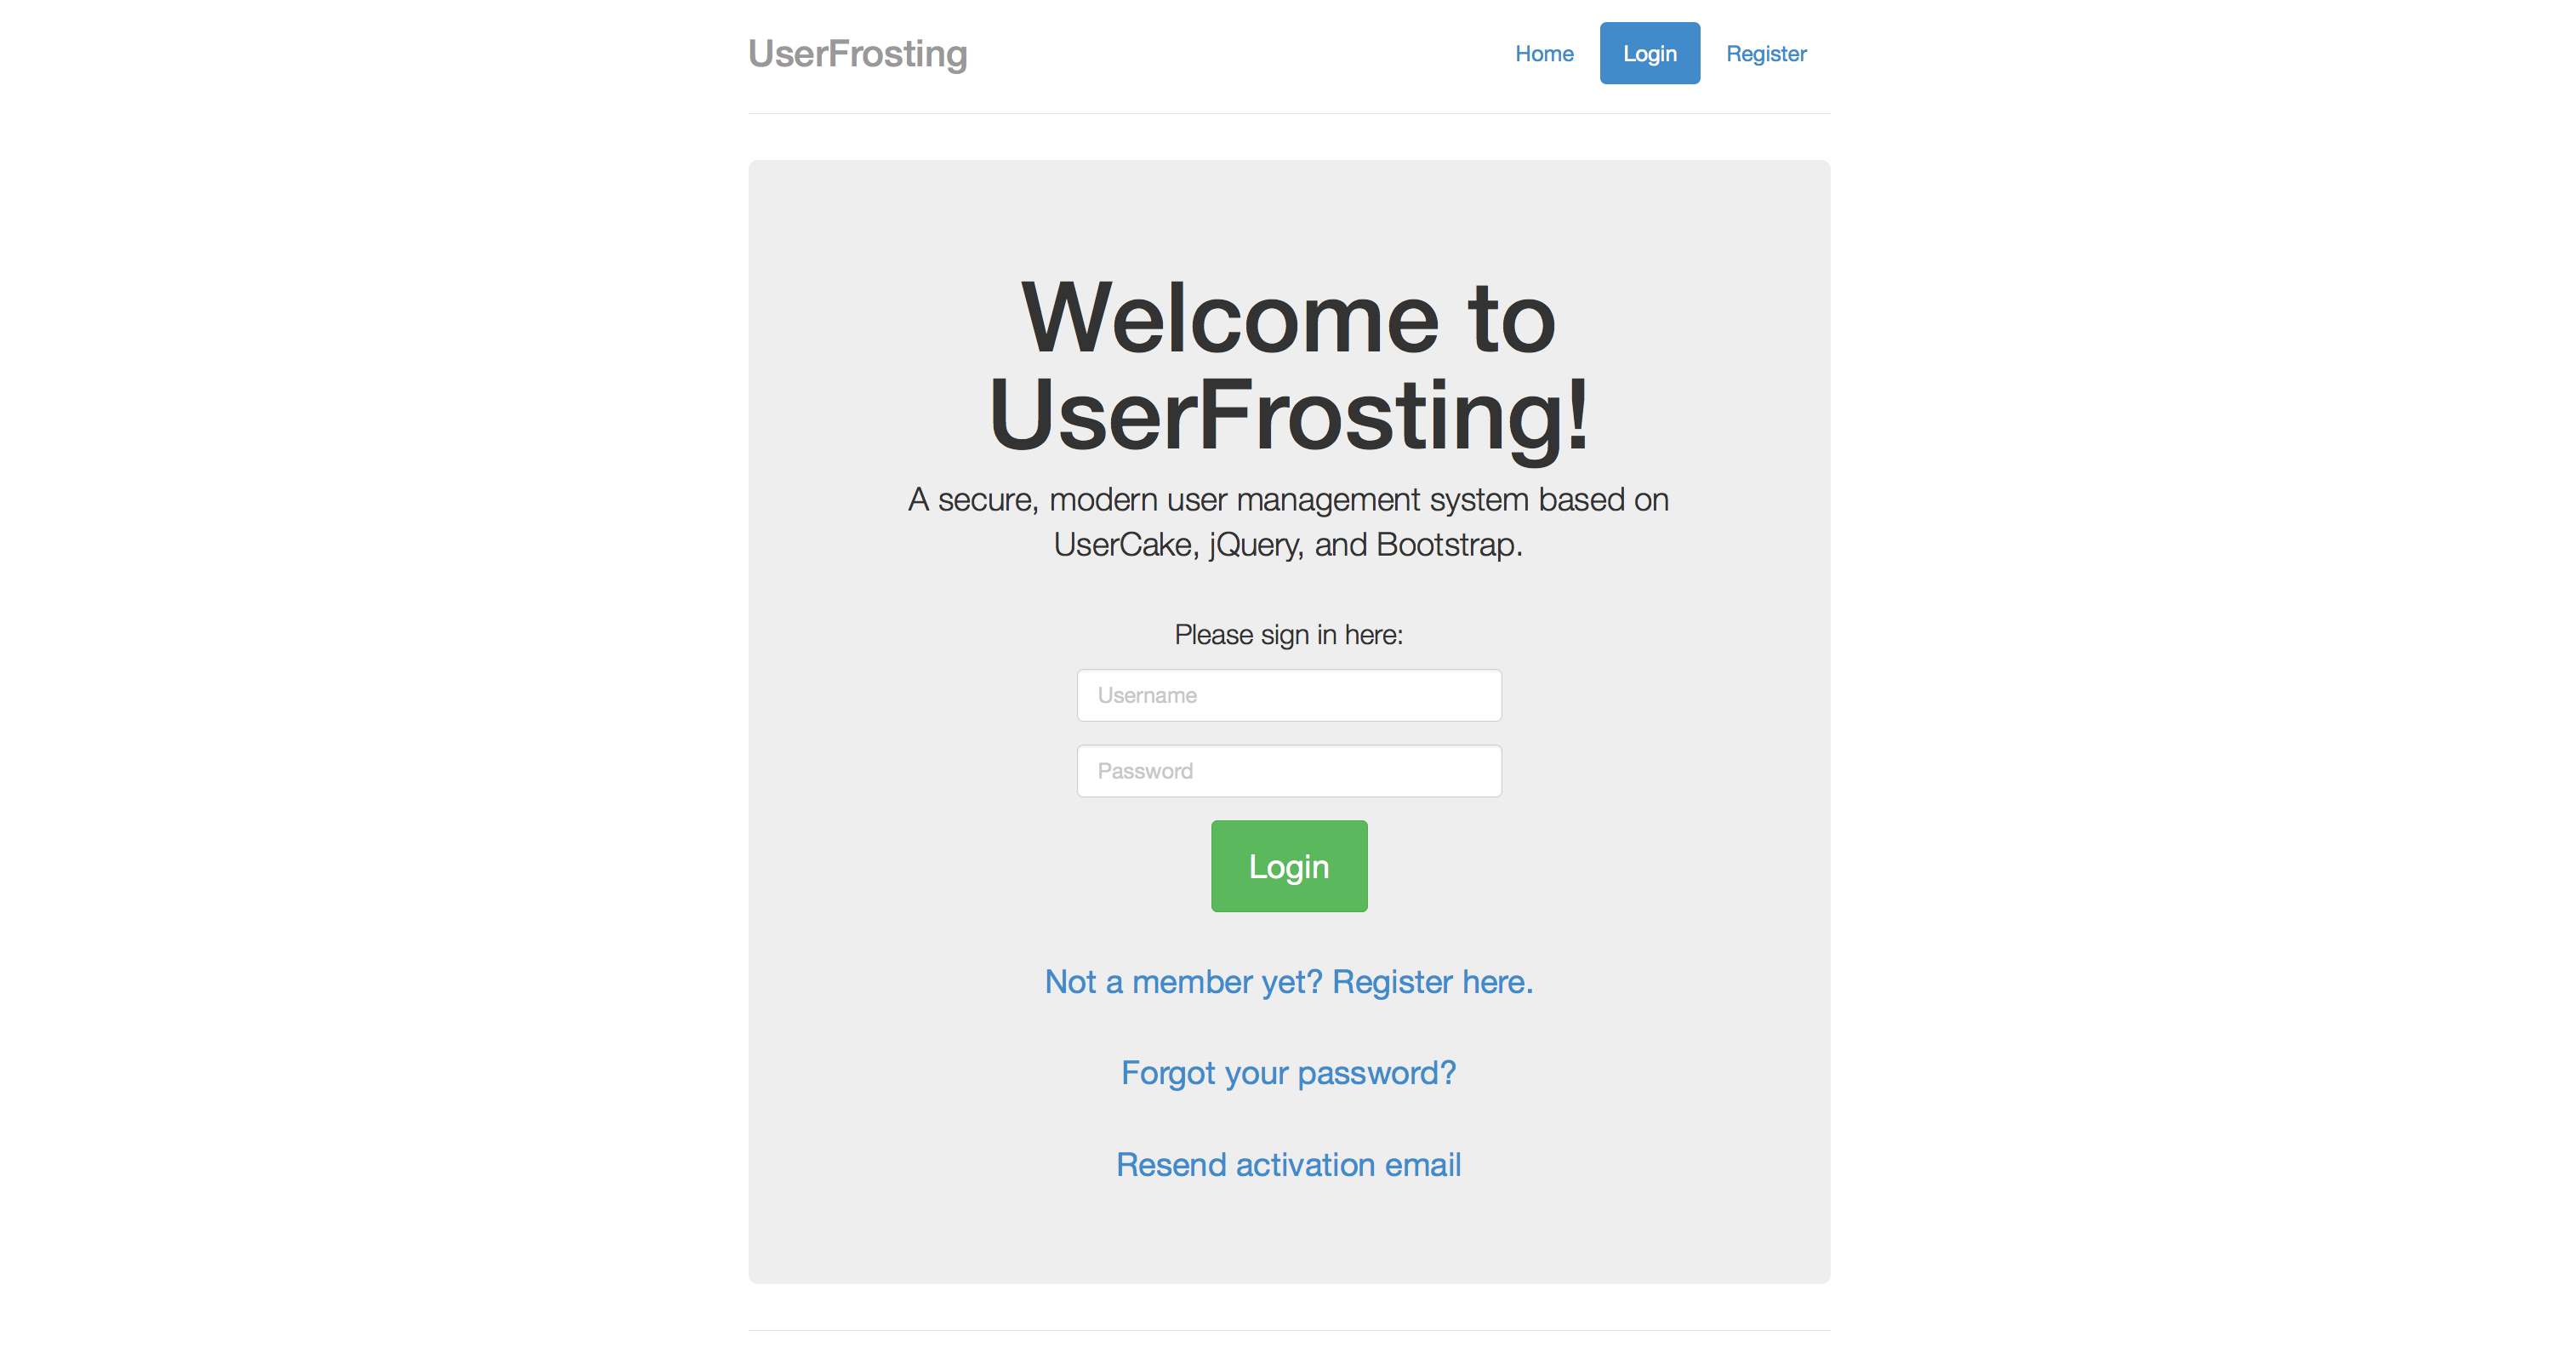 UserFrosting
Home Login Register
Welcome to
UserFrosting!
A secure, modern user management system based on
UserCake, jQuery, and Bootstrap.
Please sign in here:
Username
Password
Login
Not a member yet? Register here.
Forgot your password?
Resend activation email